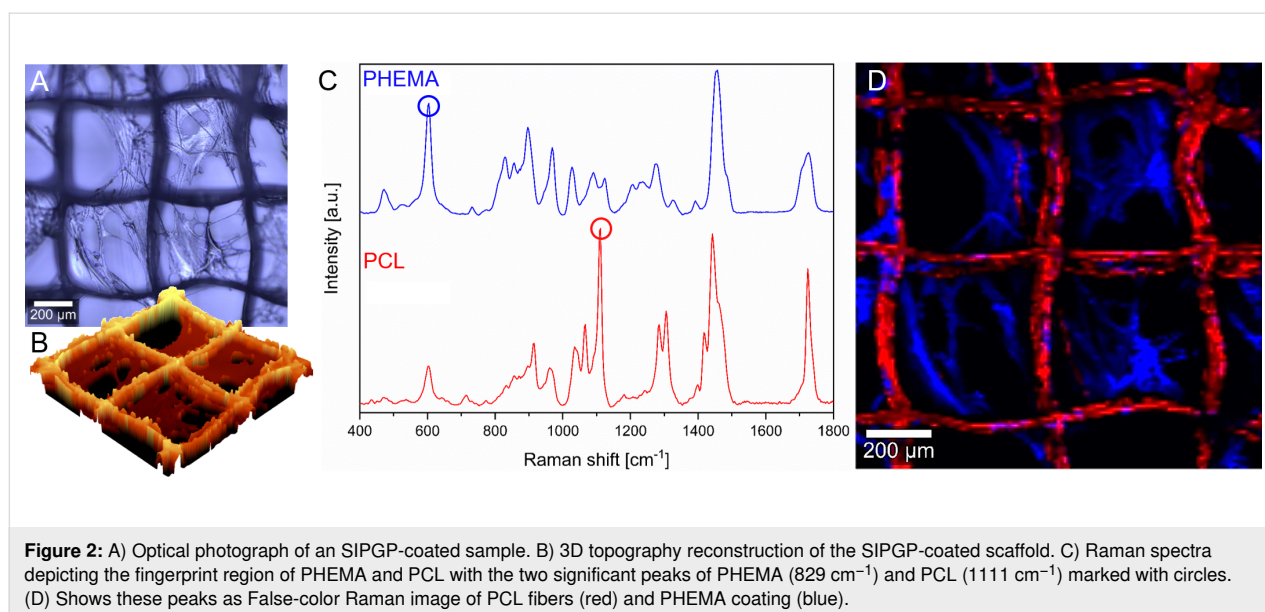 A
200 µm
B
C
PHEMA
PCL
Intensity [a.u.]
400 600 800 1000 1200 1400 1600 1800
Raman shift [cm⁻¹]
D
200 µm
Figure 2: A) Optical photograph of an SIPGP-coated sample. B) 3D topography reconstruction of the SIPGP-coated scaffold. C) Raman spectra
depicting the fingerprint region of PHEMA and PCL with the two significant peaks of PHEMA (829 cm⁻¹) and PCL (1111 cm⁻¹) marked with circles.
(D) Shows these peaks as False-color Raman image of PCL fibers (red) and PHEMA coating (blue).